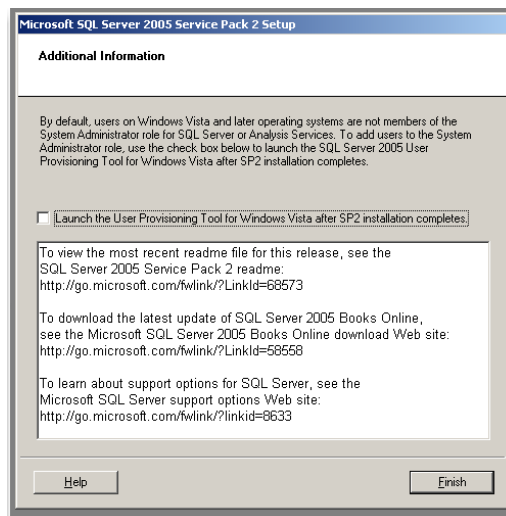 Microsoft SQL Server 2005 Service Pack 2 Setup
Additional Information
By default, users on Windows Vista and later operating systems are not members of the
System Administrator role for SQL Server or Analysis Services. To add users to the System
Administrator role, use the check box below to launch the SQL Server 2005 User
Provisioning Tool for Windows Vista after SP2 installation completes.
Launch the User Provisioning Tool for Windows Vista after SP2 installation completes.
To view the most recent readme file for this release, see the
SQL Server 2005 Service Pack 2 readme:
http://go.microsoft.com/fwlink/?LinkId=68573
To download the latest update of SQL Server 2005 Books Online,
see the Microsoft SQL Server 2005 Books Online download Web site:
http://go.microsoft.com/fwlink/?LinkId=58558
To learn about support options for SQL Server, see the
Microsoft SQL Server support options Web site:
http://go.microsoft.com/fwlink/?linkid=8633
Help
Finish